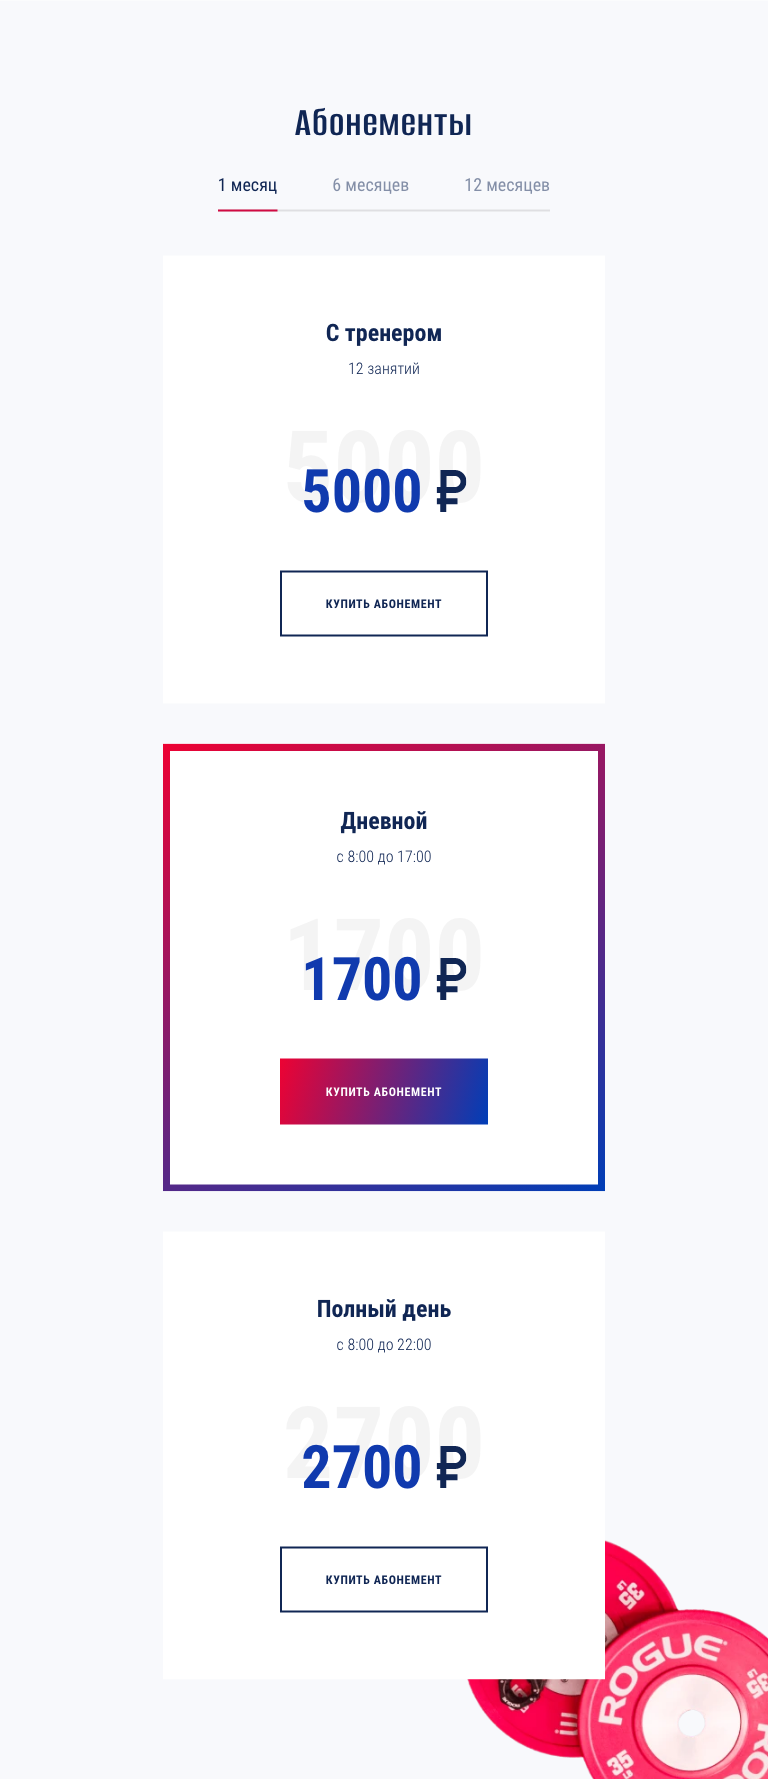 Абонементы
1 месяц 6 месяцев 12 месяцев
С тренером
12 занятий
5000
5000 ₽
КУПИТЬ АБОНЕМЕНТ
Дневной
с 8:00 до 17:00
1700
1700 ₽
КУПИТЬ АБОНЕМЕНТ
Полный день
с 8:00 до 22:00
2700
2700 ₽
КУПИТЬ АБОНЕМЕНТ
35
ROGUE
35
35